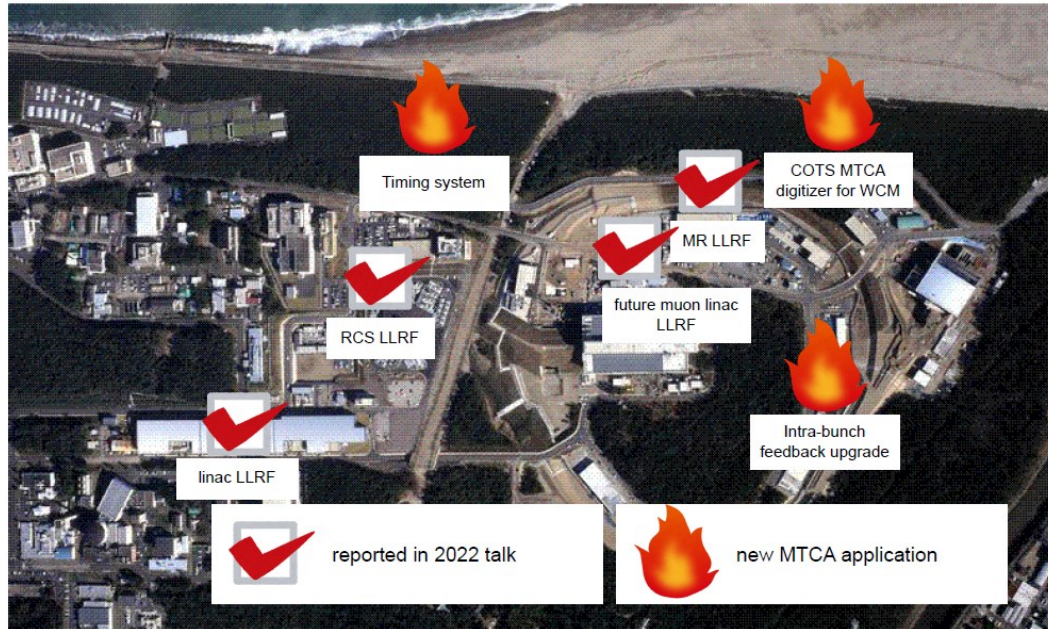 Timing system
COTS MTCA
digitizer for WCM
MR LLRF
future muon linac
LLRF
RCS LLRF
Intra-bunch
feedback upgrade
linac LLRF
reported in 2022 talk
new MTCA application